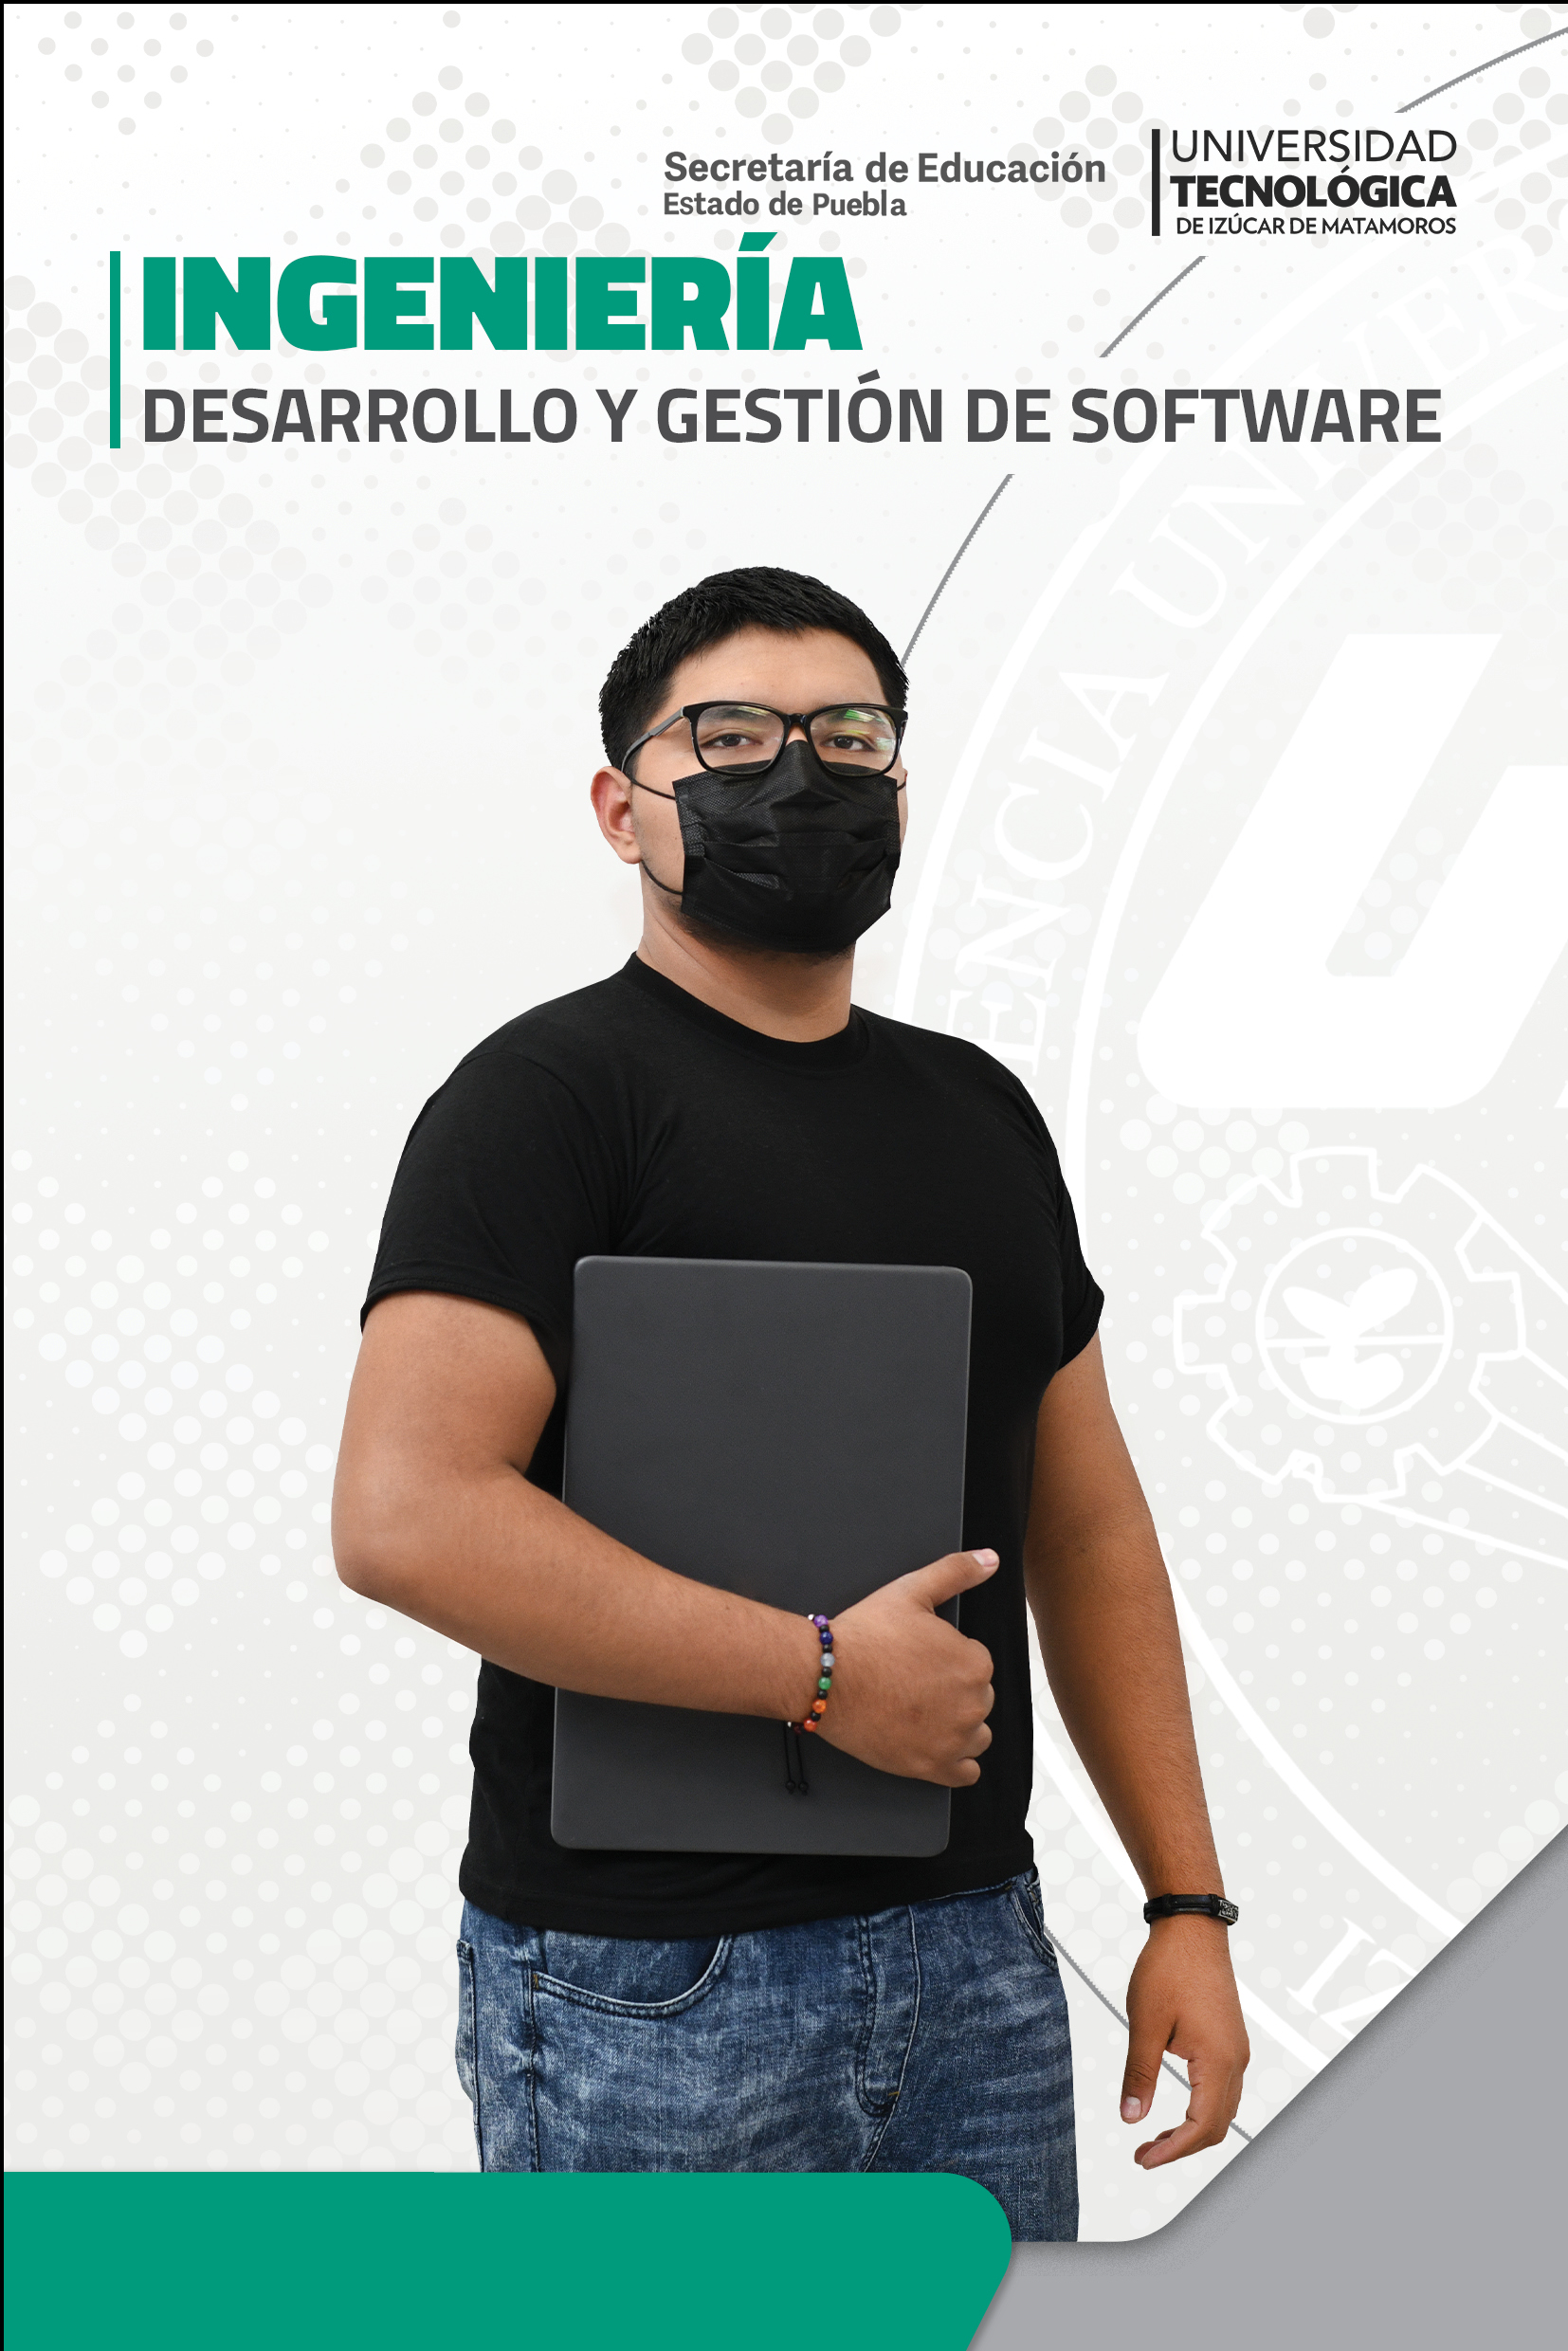 Secretaría de Educación
Estado de Puebla
UNIVERSIDAD
TECNOLÓGICA
DE IZÚCAR DE MATAMOROS
INGENIERÍA
DESARROLLO Y GESTIÓN DE SOFTWARE